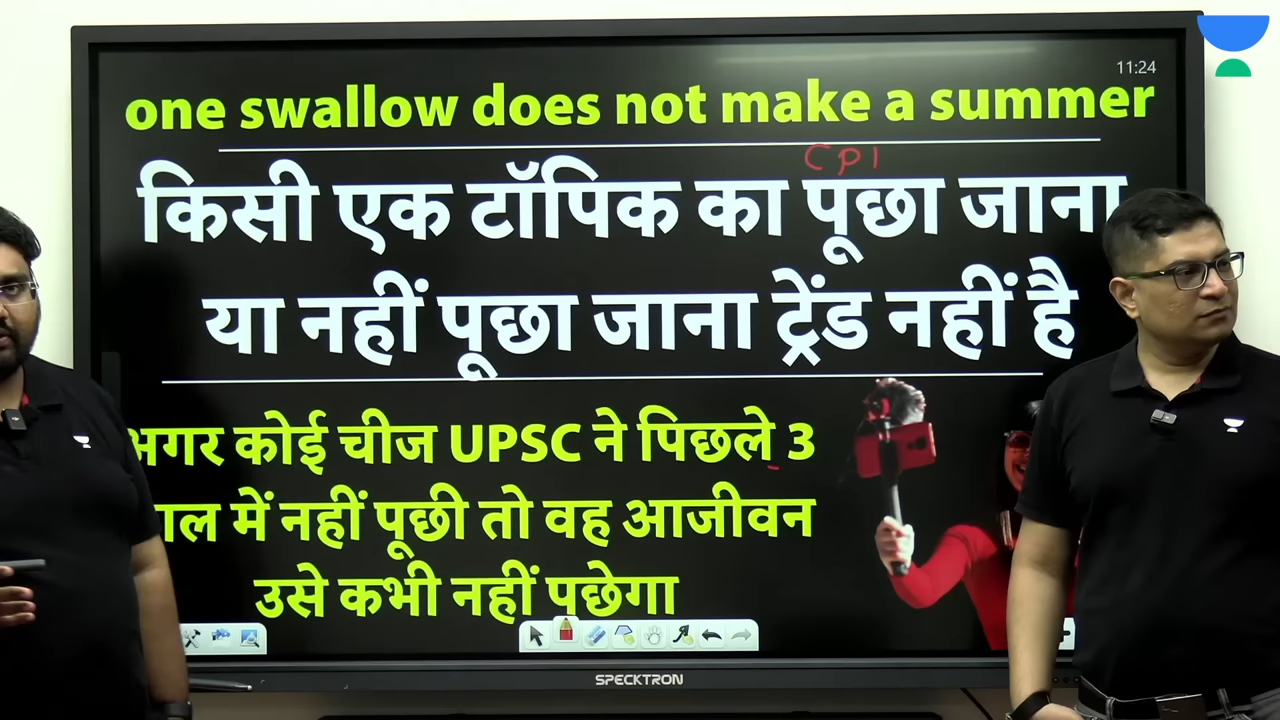 11:24
one swallow does not make a summer
CPI
किसी एक टॉपिक का पूछा जाना
या नहीं पूछा जाना ट्रेंड नहीं है
अगर कोई चीज UPSC ने पिछले 3
साल में नहीं पूछी तो वह आजीवन
उसे कभी नहीं पूछेगा
SPECKTRON